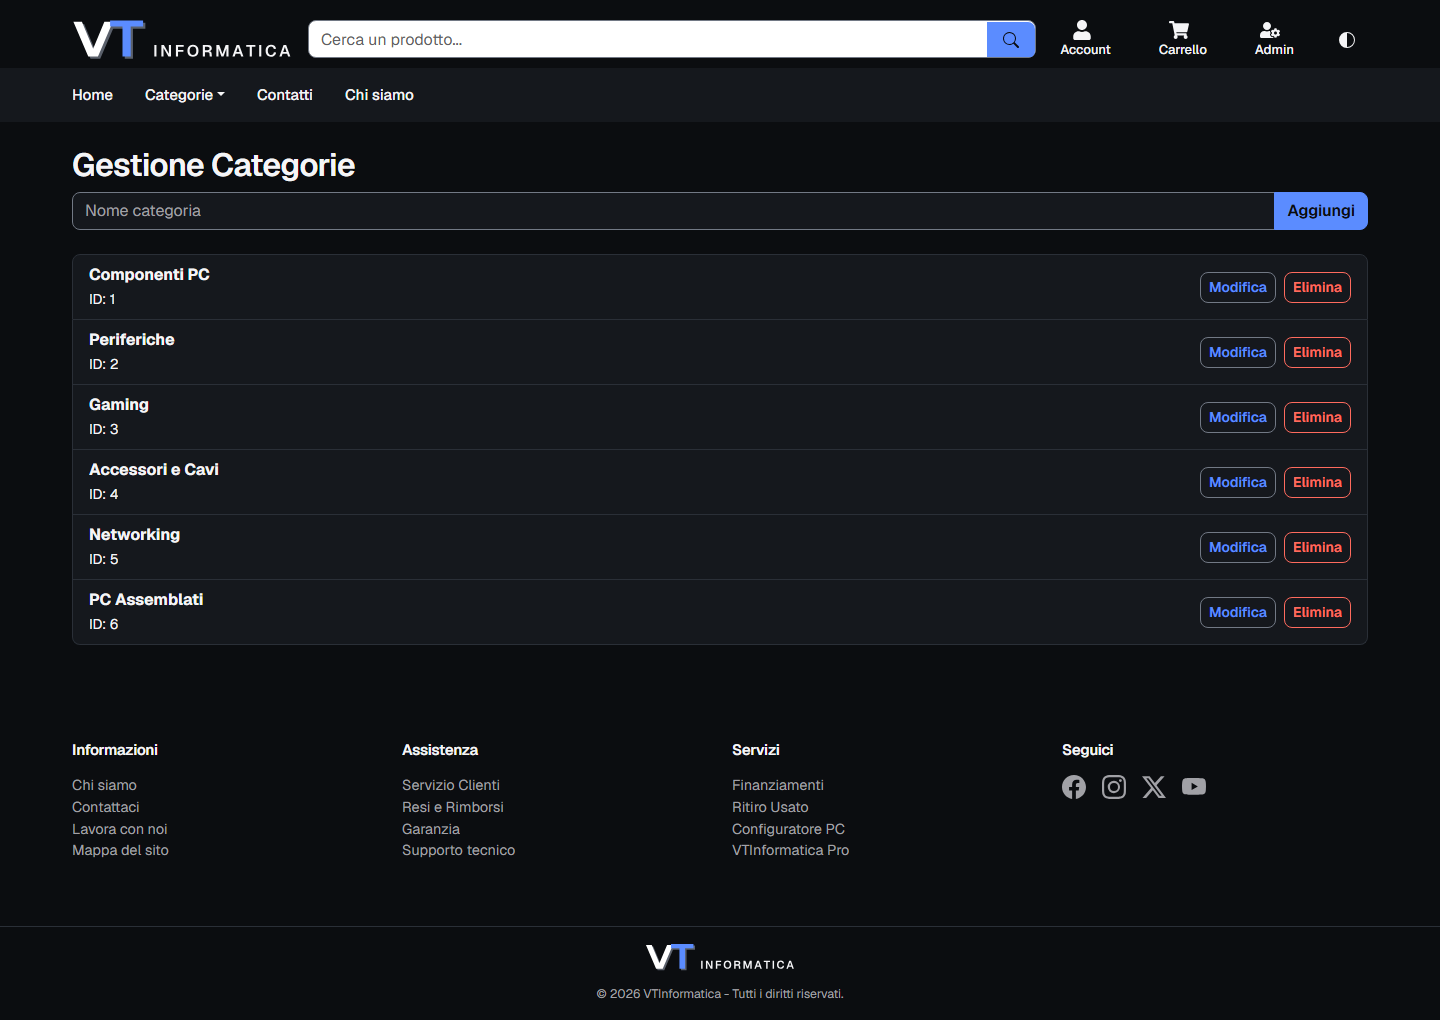 VT INFORMATICA
Cerca un prodotto...
Account
Carrello
Admin
Home
Categorie
Contatti
Chi siamo
Gestione Categorie
Nome categoria
Aggiungi
Componenti PC
ID: 1
Modifica
Elimina
Periferiche
ID: 2
Modifica
Elimina
Gaming
ID: 3
Modifica
Elimina
Accessori e Cavi
ID: 4
Modifica
Elimina
Networking
ID: 5
Modifica
Elimina
PC Assemblati
ID: 6
Modifica
Elimina
Informazioni
Chi siamo
Contattaci
Lavora con noi
Mappa del sito
Assistenza
Servizio Clienti
Resi e Rimborsi
Garanzia
Supporto tecnico
Servizi
Finanziamenti
Ritiro Usato
Configuratore PC
VTInformatica Pro
Seguici
VT INFORMATICA
© 2026 VTInformatica - Tutti i diritti riservati.